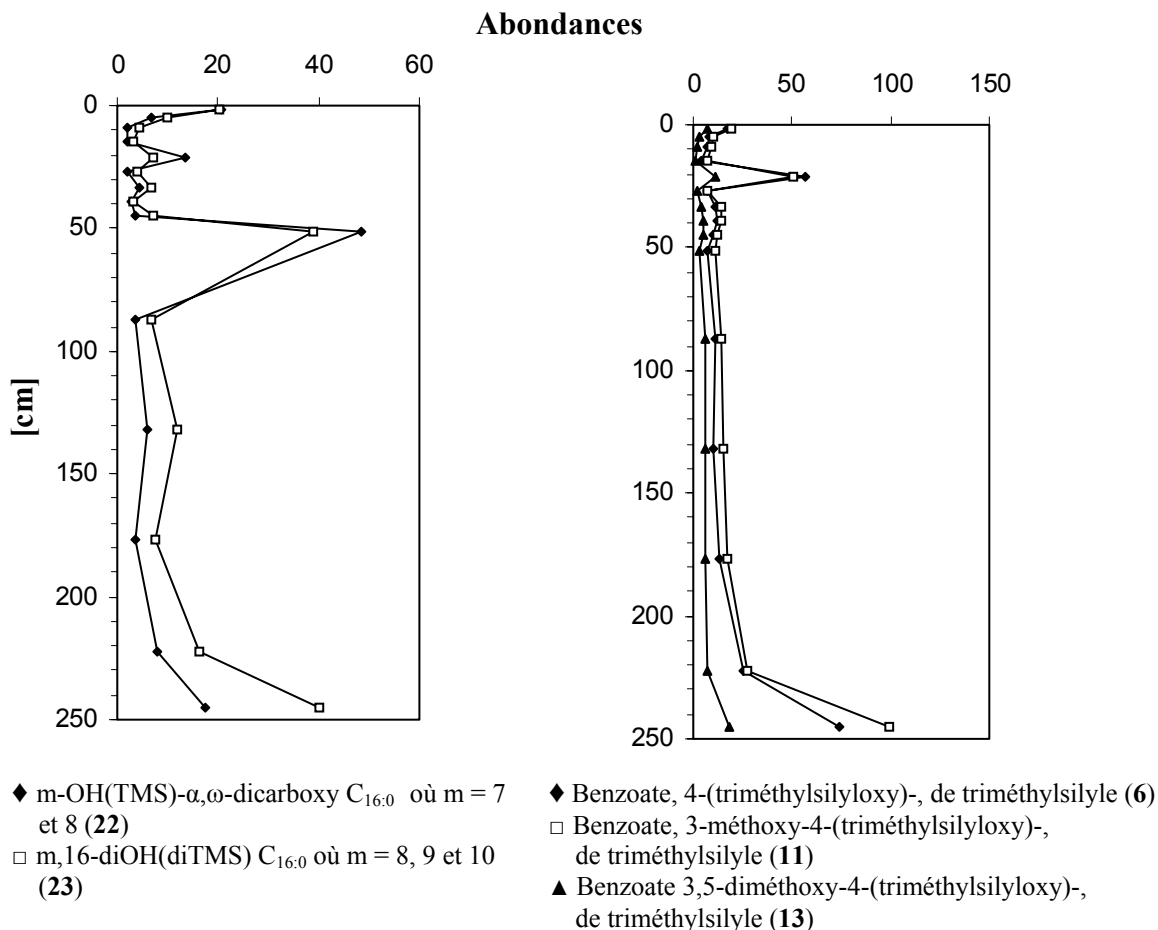 Abondances
0 20 40 60
0
50
100
150
200
250
[cm]
0 50 100 150
0
50
100
150
200
250
♦ m-OH(TMS)-α,ω-dicarboxy C16:0 où m = 7
et 8 (22)
□ m,16-diOH(diTMS) C16:0 où m = 8, 9 et 10
(23)
♦ Benzoate, 4-(triméthylsilyloxy)-, de triméthylsilyle (6)
□ Benzoate, 3-méthoxy-4-(triméthylsilyloxy)-,
de triméthylsilyle (11)
▲ Benzoate 3,5-diméthoxy-4-(triméthylsilyloxy)-,
de triméthylsilyle (13)